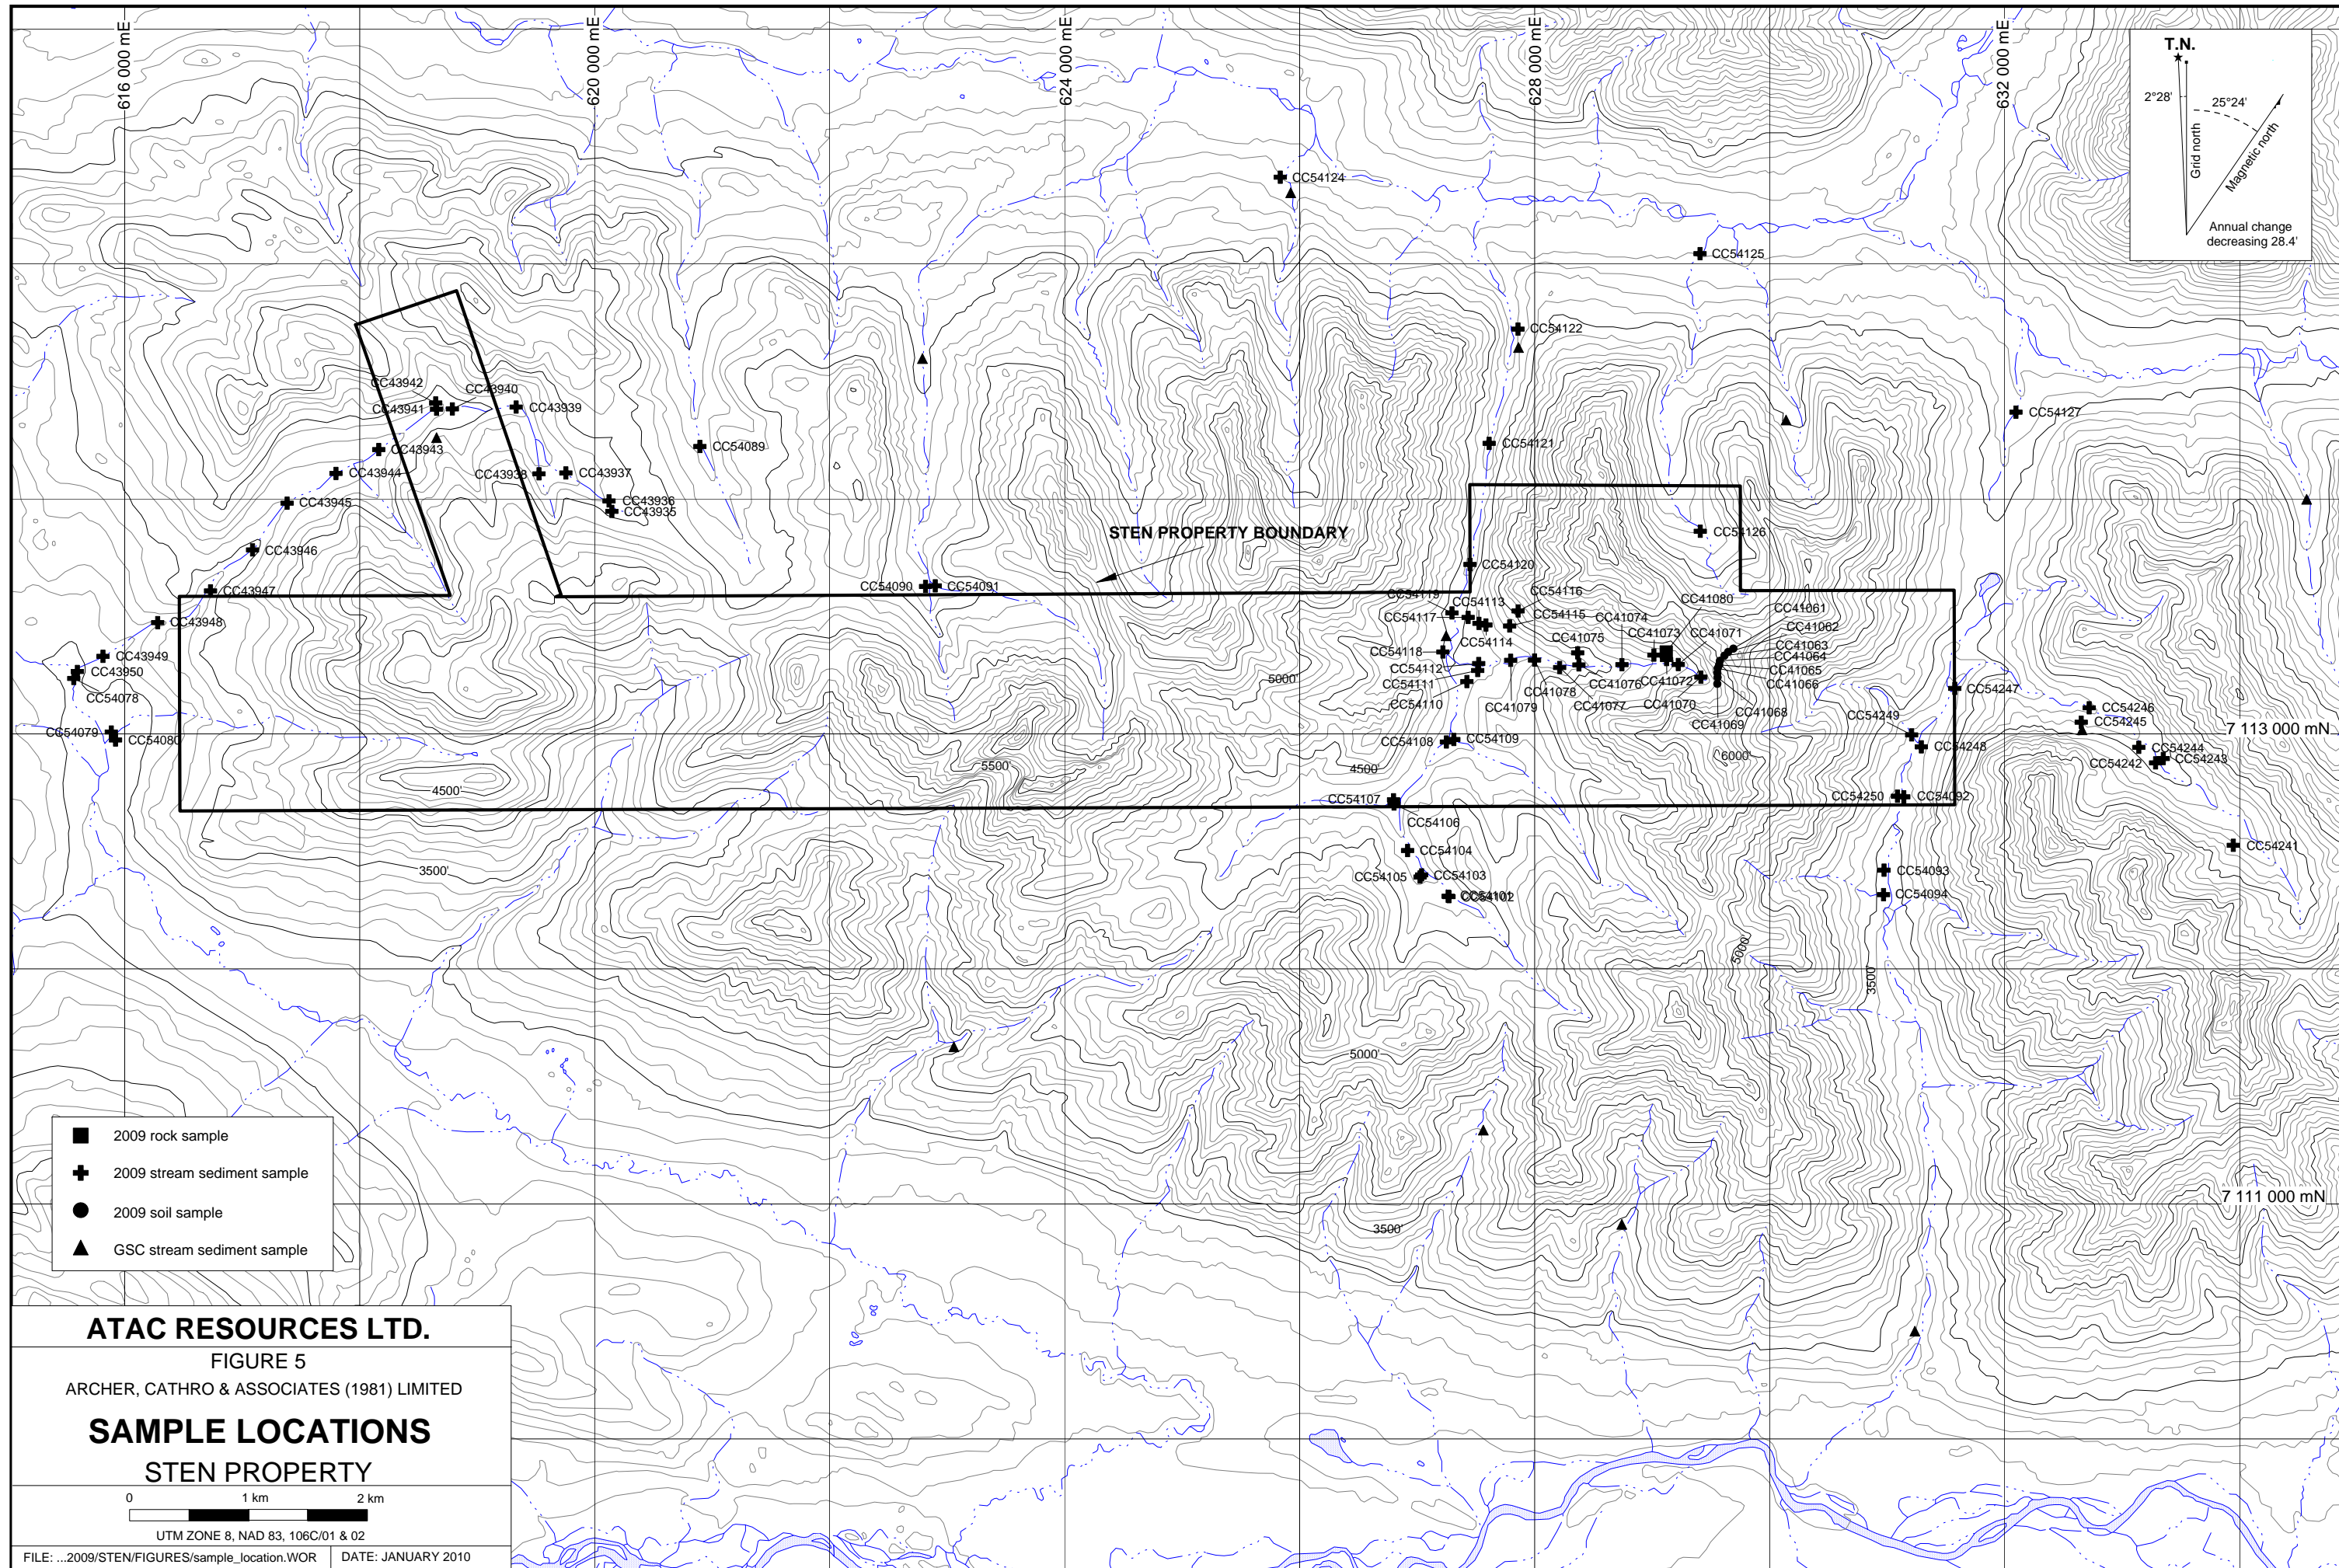 616 000 mE
620 000 mE
624 000 mE
628 000 mE
632 000 mE
T.N.
2°28'
25°24'
Grid north
Magnetic north
Annual change
decreasing 28.4'
CC54124
CC54125
CC54122
CC54127
CC54121
CC43942
CC43940
CC43941
CC43939
CC43943
CC54089
CC43944
CC43938
CC43937
CC43945
CC43936
CC43935
CC43946
STEN PROPERTY BOUNDARY
CC54126
CC54120
CC43947
CC54090
CC54091
CC54119
CC54116
CC54113
CC41080
CC43948
CC54117
CC54115
CC41074
CC41061
CC41062
CC41075
CC41073
CC41071
CC54114
CC41063
CC43949
CC54118
CC41064
CC43950
CC54112
CC41065
CC54111
CC41076
CC41072
CC41066
5000'
CC54078
CC54110
CC41079
CC41078
CC41077
CC41070
CC41068
CC41069
CC54247
CC54246
CC54245
CC54249
7 113 000 mN
CC54079
CC54080
CC54108
CC54109
CC54248
CC54244
CC54243
CC54242
6000'
5500'
4500'
4500'
CC54107
CC54250
CC54092
CC54106
CC54104
CC54241
3500'
CC54105
CC54103
CC54093
CC54101
CC54102
CC54094
5000'
3500'
5000'
7 111 000 mN
3500'
2009 rock sample
2009 stream sediment sample
2009 soil sample
GSC stream sediment sample
ATAC RESOURCES LTD.
FIGURE 5
ARCHER, CATHRO & ASSOCIATES (1981) LIMITED
SAMPLE LOCATIONS
STEN PROPERTY
0 1 km 2 km
UTM ZONE 8, NAD 83, 106C/01 & 02
FILE: ...2009/STEN/FIGURES/sample_location.WOR
DATE: JANUARY 2010